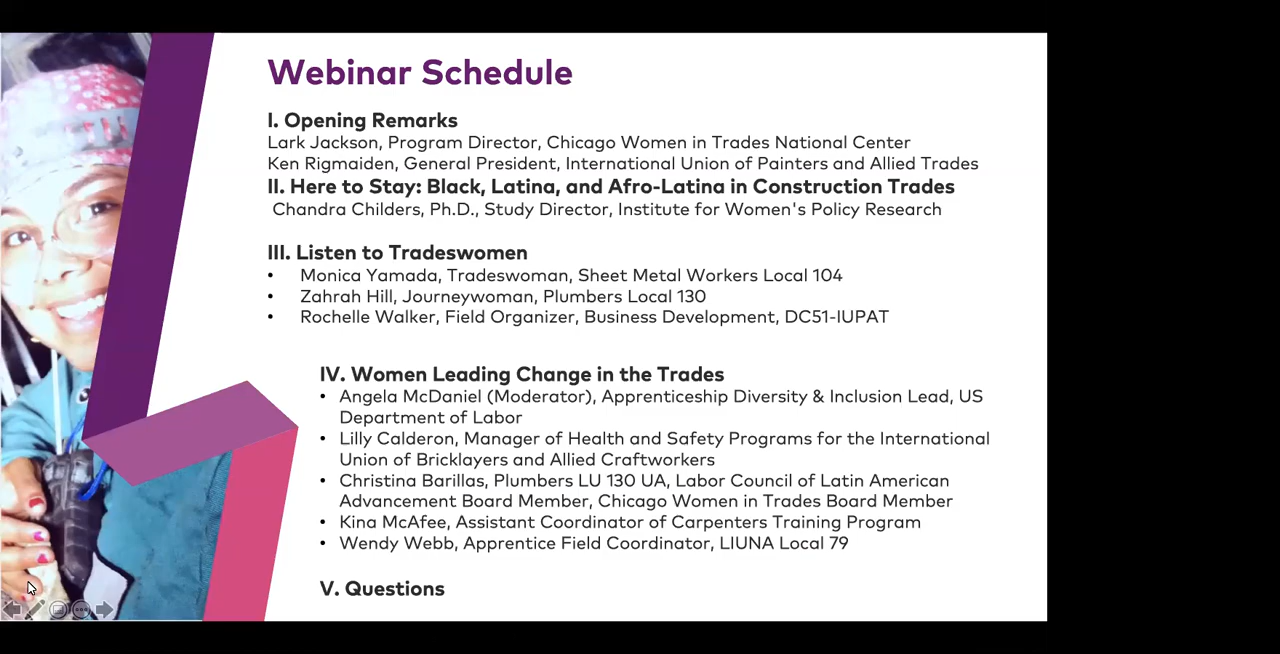 Webinar Schedule
I. Opening Remarks
Lark Jackson, Program Director, Chicago Women in Trades National Center
Ken Rigmaiden, General President, International Union of Painters and Allied Trades
II. Here to Stay: Black, Latina, and Afro-Latina in Construction Trades
Chandra Childers, Ph.D., Study Director, Institute for Women's Policy Research
III. Listen to Tradeswomen
• Monica Yamada, Tradeswoman, Sheet Metal Workers Local 104
• Zahrah Hill, Journeywoman, Plumbers Local 130
• Rochelle Walker, Field Organizer, Business Development, DC51-IUPAT
IV. Women Leading Change in the Trades
• Angela McDaniel (Moderator), Apprenticeship Diversity & Inclusion Lead, US
Department of Labor
• Lilly Calderon, Manager of Health and Safety Programs for the International
Union of Bricklayers and Allied Craftworkers
• Christina Barillas, Plumbers LU 130 UA, Labor Council of Latin American
Advancement Board Member, Chicago Women in Trades Board Member
• Kina McAfee, Assistant Coordinator of Carpenters Training Program
• Wendy Webb, Apprentice Field Coordinator, LIUNA Local 79
V. Questions